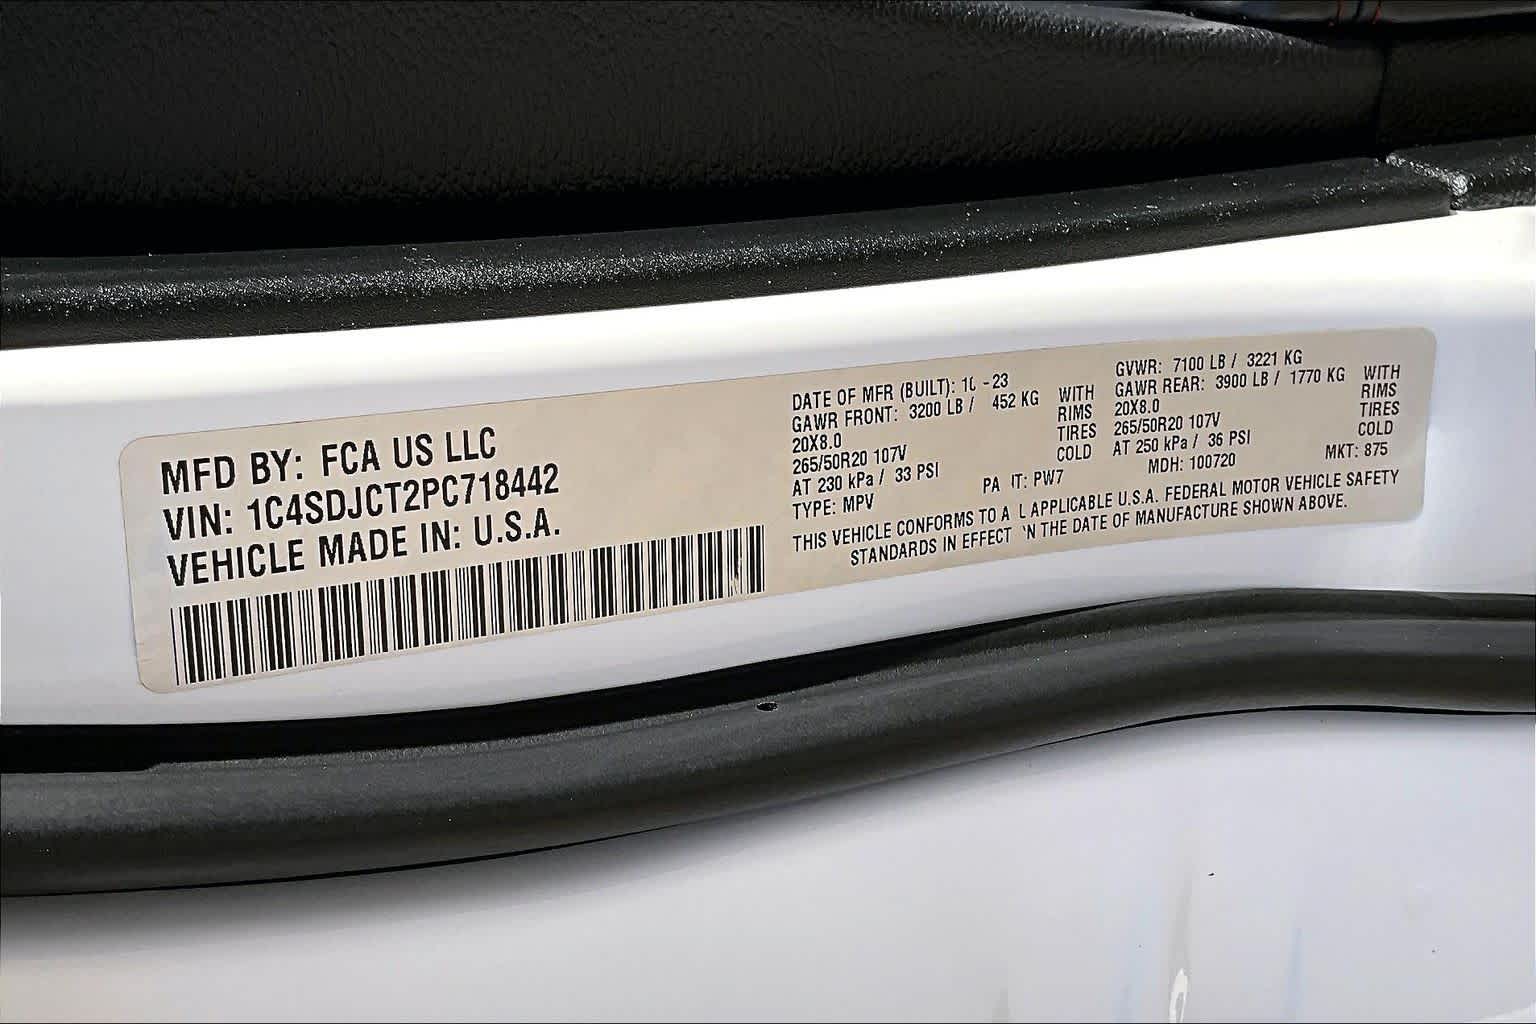 MFD BY: FCA US LLC
VIN: 1C4SDJCT2PC718442
VEHICLE MADE IN: U.S.A.
DATE OF MFR (BUILT): -23
GAWR FRONT: 3200 LB / 452 KG WITH
20X8.0 RIMS
265/50R20 107V TIRES
AT 230 kPa / 33 PSI COLD
TYPE: MPV
GVWR: 7100 LB / 3221 KG
GAWR REAR: 3900 LB / 1770 KG WITH
20X8.0 RIMS
265/50R20 107V TIRES
AT 250 kPa / 36 PSI COLD
PA IT: PW7 MDH: 100720 MKT: 875
THIS VEHICLE CONFORMS TO A L APPLICABLE U.S.A. FEDERAL MOTOR VEHICLE SAFETY
STANDARDS IN EFFECT N THE DATE OF MANUFACTURE SHOWN ABOVE.